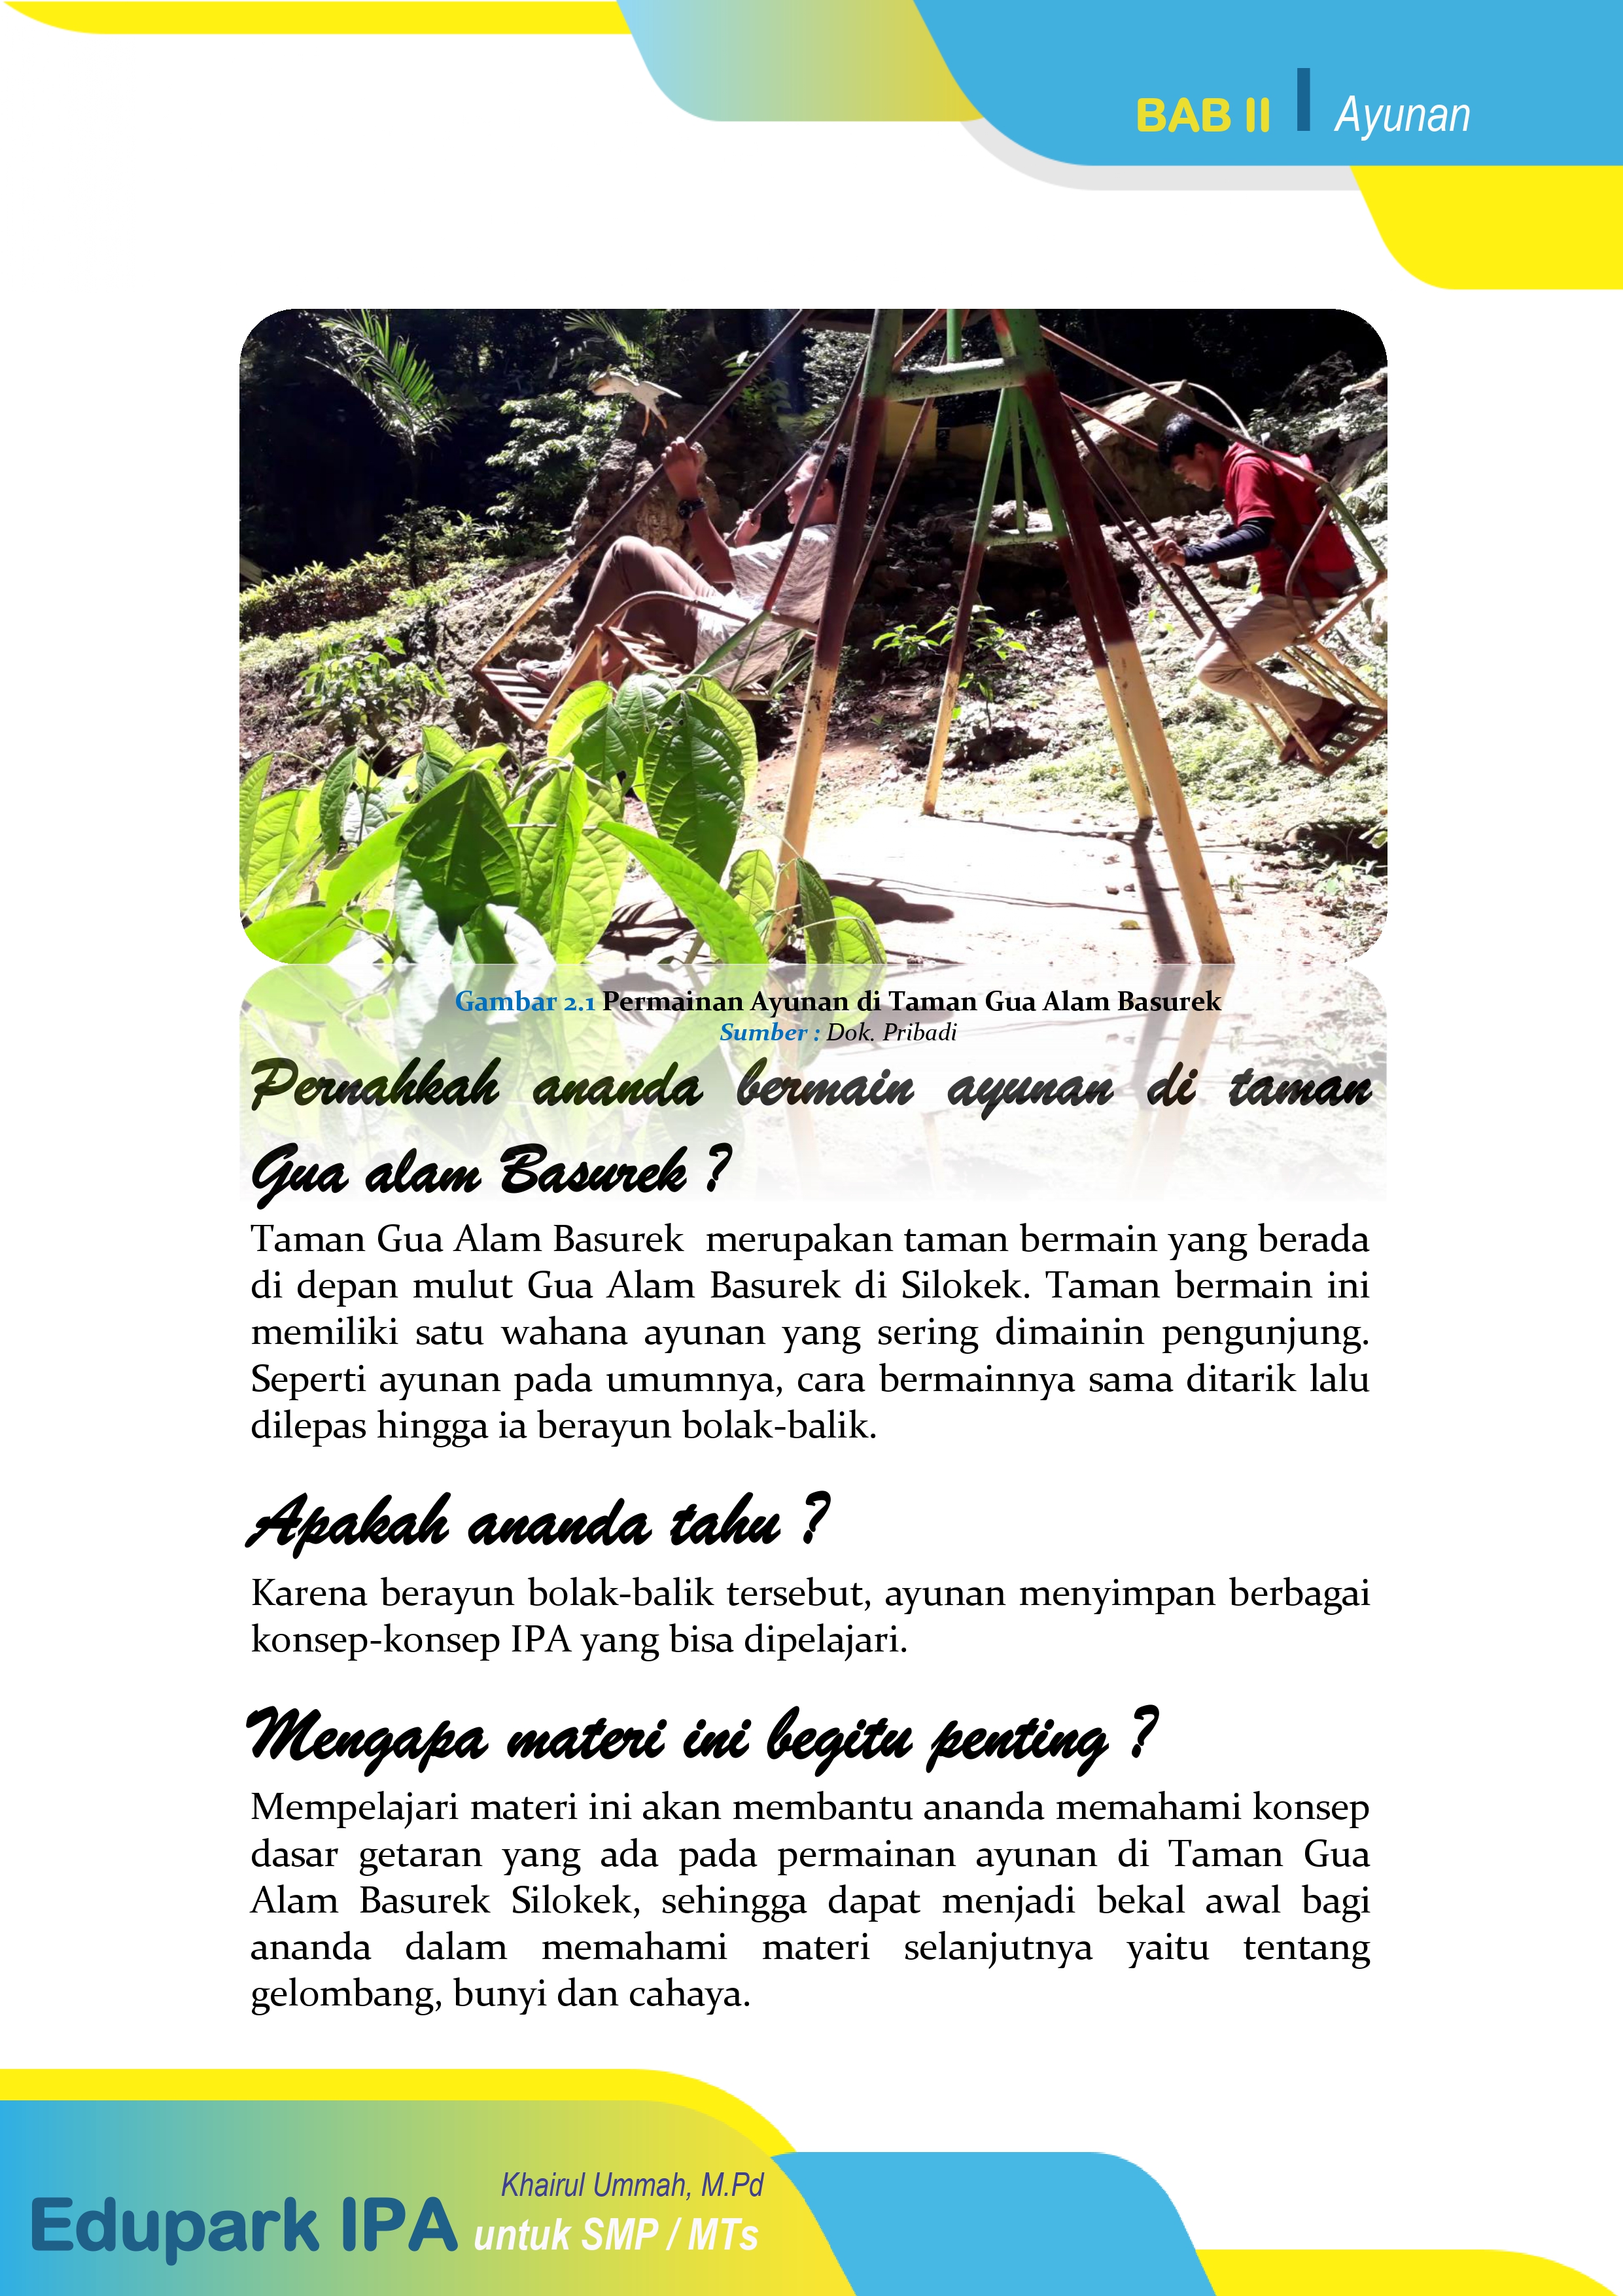 BAB II | Ayunan
Gambar 2.1 Permainan Ayunan di Taman Gua Alam Basurek
Sumber : Dok. Pribadi
Pernahkah ananda bermain ayunan di taman
Gua alam Basurek ?
Taman Gua Alam Basurek merupakan taman bermain yang berada
di depan mulut Gua Alam Basurek di Silokek. Taman bermain ini
memiliki satu wahana ayunan yang sering dimainin pengunjung.
Seperti ayunan pada umumnya, cara bermainnya sama ditarik lalu
dilepas hingga ia berayun bolak-balik.
Apakah ananda tahu ?
Karena berayun bolak-balik tersebut, ayunan menyimpan berbagai
konsep-konsep IPA yang bisa dipelajari.
Mengapa materi ini begitu penting ?
Mempelajari materi ini akan membantu ananda memahami konsep
dasar getaran yang ada pada permainan ayunan di Taman Gua
Alam Basurek Silokek, sehingga dapat menjadi bekal awal bagi
ananda dalam memahami materi selanjutnya yaitu tentang
gelombang, bunyi dan cahaya.
Khairul Ummah, M.Pd
Edupark IPA untuk SMP / MTs